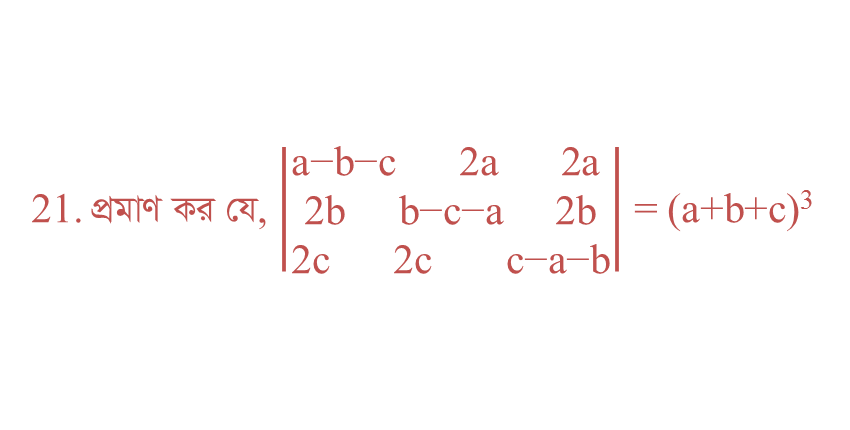 |a−b−c 2a 2a|
21. প্রমাণ কর যে, |2b b−c−a 2b| = (a+b+c)³
|2c 2c c−a−b|